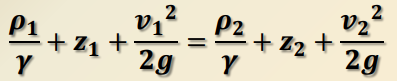 ρ₁/γ + z₁ + v₁²/2g = ρ₂/γ + z₂ + v₂²/2g